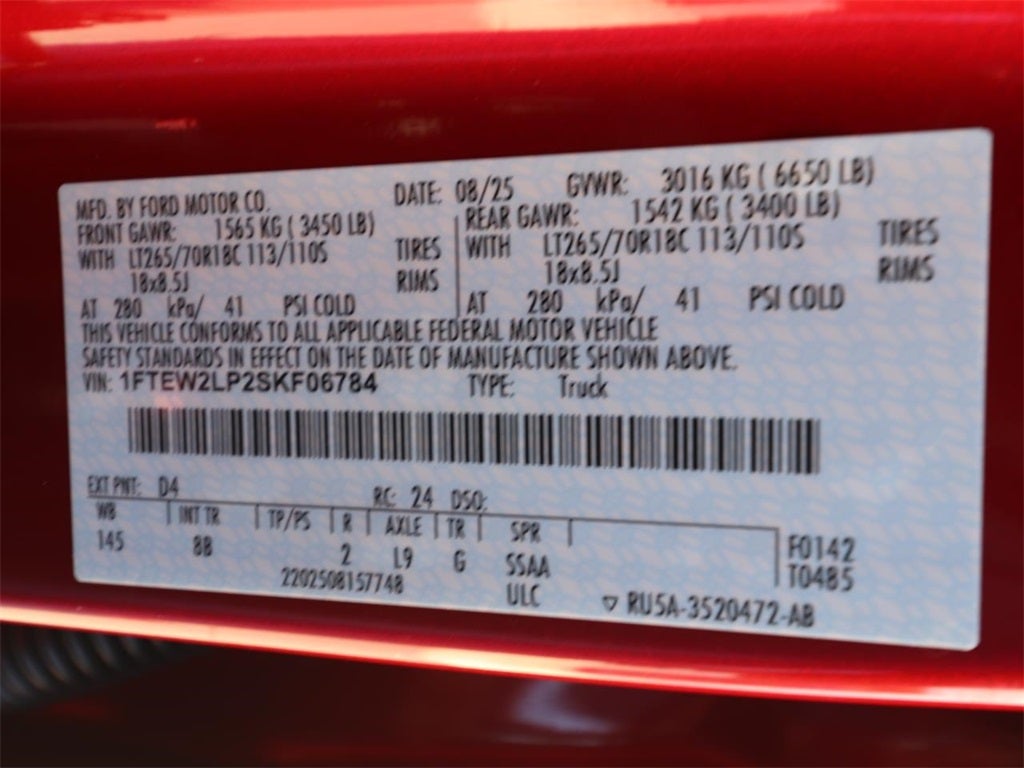 MFD. BY FORD MOTOR CO. DATE: 08/25 GVWR: 3016 KG ( 6650 LB)
FRONT GAWR: 1565 KG ( 3450 LB) REAR GAWR: 1542 KG ( 3400 LB)
WITH LT265/70R18C 113/110S TIRES WITH LT265/70R18C 113/110S TIRES
18x8.5J RIMS 18x8.5J RIMS
AT 280 kPa/ 41 PSI COLD AT 280 kPa/ 41 PSI COLD
THIS VEHICLE CONFORMS TO ALL APPLICABLE FEDERAL MOTOR VEHICLE
SAFETY STANDARDS IN EFFECT ON THE DATE OF MANUFACTURE SHOWN ABOVE.
VIN: 1FTEW2LP2SKF06784 TYPE: Truck
EXT PNT: D4 RC: 24 DSO:
WB INT TR TP/PS R AXLE TR SPR
145 8B 2 L9 G SSAA F0142
2202508157748 ULC T0485
▽ RU5A-3520472-AB